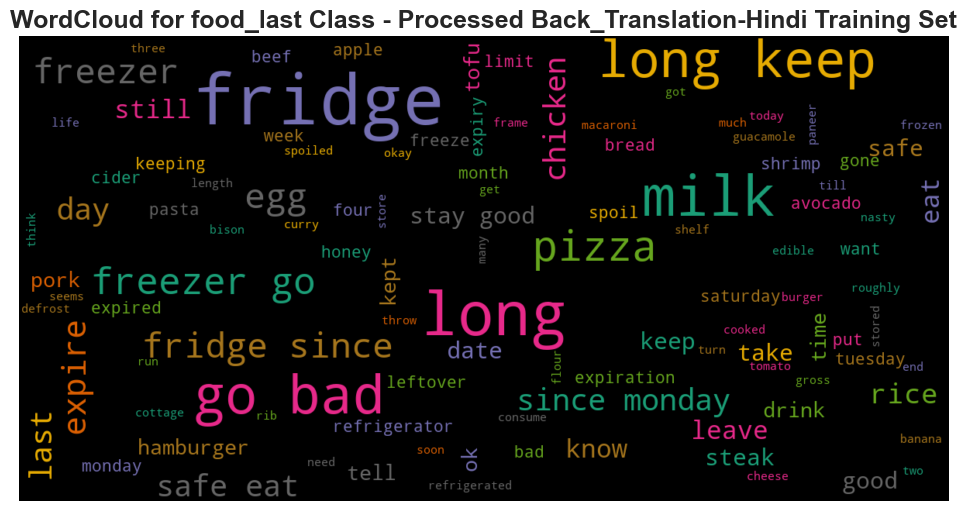 WordCloud for food_last Class - Processed Back_Translation-Hindi Training Set
three
beef
apple
tofu
limit
long keep
freezer
fridge
chicken
got
still
expiry
frame
macaroni
much
today
paneer
frozen
life
week
spoiled
okay
freeze
bread
guacamole
safe
keeping
shrimp
gone
cider
length
month
get
milk
till
eat
day
pasta
egg
four
store
stay good
spoil
avocado
nasty
think
bison
curry
many
pizza
shelf
honey
edible
want
pork
freezer go
kept
long
roughly
seems
saturday
burger
defrost
expired
throw
time
stored
expire
fridge since
date
keep
cooked
put
run
flour
turn
take
tuesday
tomato
end
go bad
leftover
expiration
gross
rice
last
cottage
rib
consume
since monday
drink
refrigerator
leave
hamburger
soon
ok
bad
know
banana
monday
need
tell
steak
cheese
two
safe eat
refrigerated
good